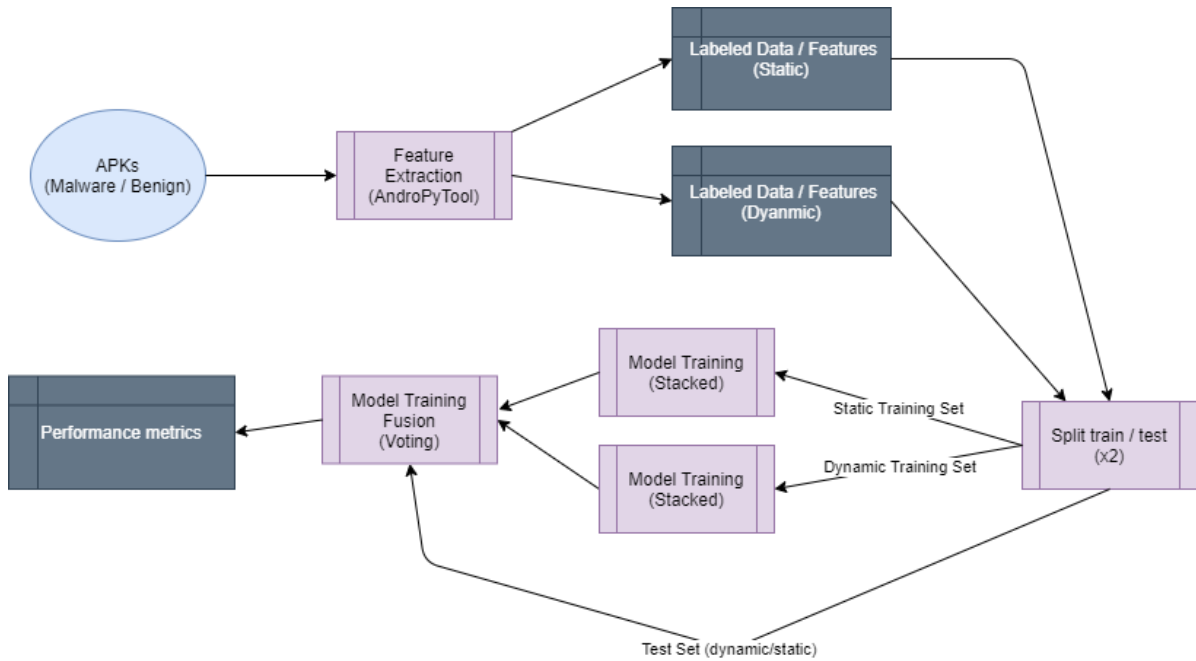 APKs
(Malware / Benign)
Feature
Extraction
(AndroPyTool)
Labeled Data / Features
(Static)
Labeled Data / Features
(Dyanmic)
Split train / test
(x2)
Static Training Set
Dynamic Training Set
Model Training
(Stacked)
Model Training
(Stacked)
Model Training
Fusion
(Voting)
Performance metrics
Test Set (dynamic/static)